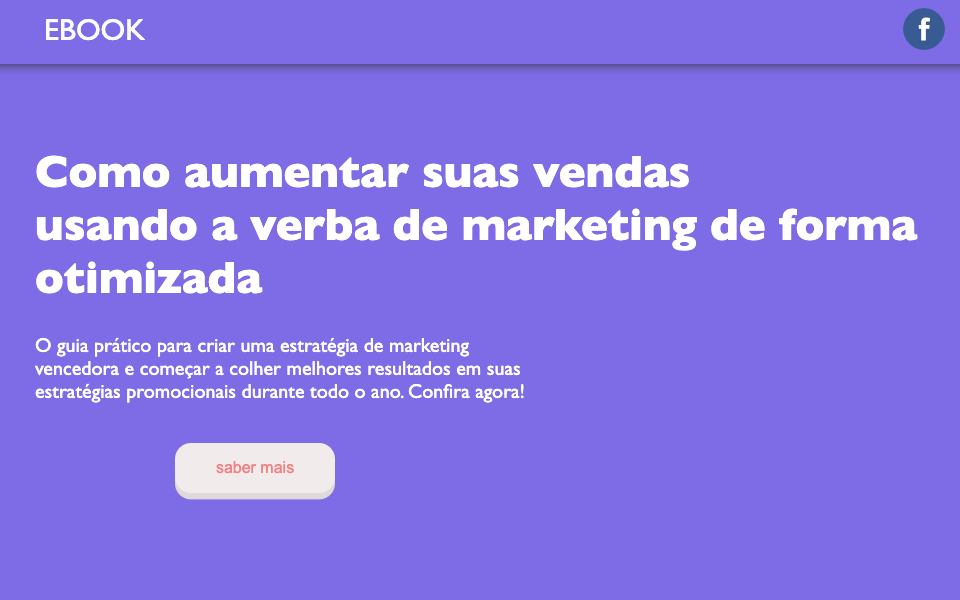 EBOOK
f
Como aumentar suas vendas
usando a verba de marketing de forma
otimizada
O guia prático para criar uma estratégia de marketing
vencedora e começar a colher melhores resultados em suas
estratégias promocionais durante todo o ano. Confira agora!
saber mais